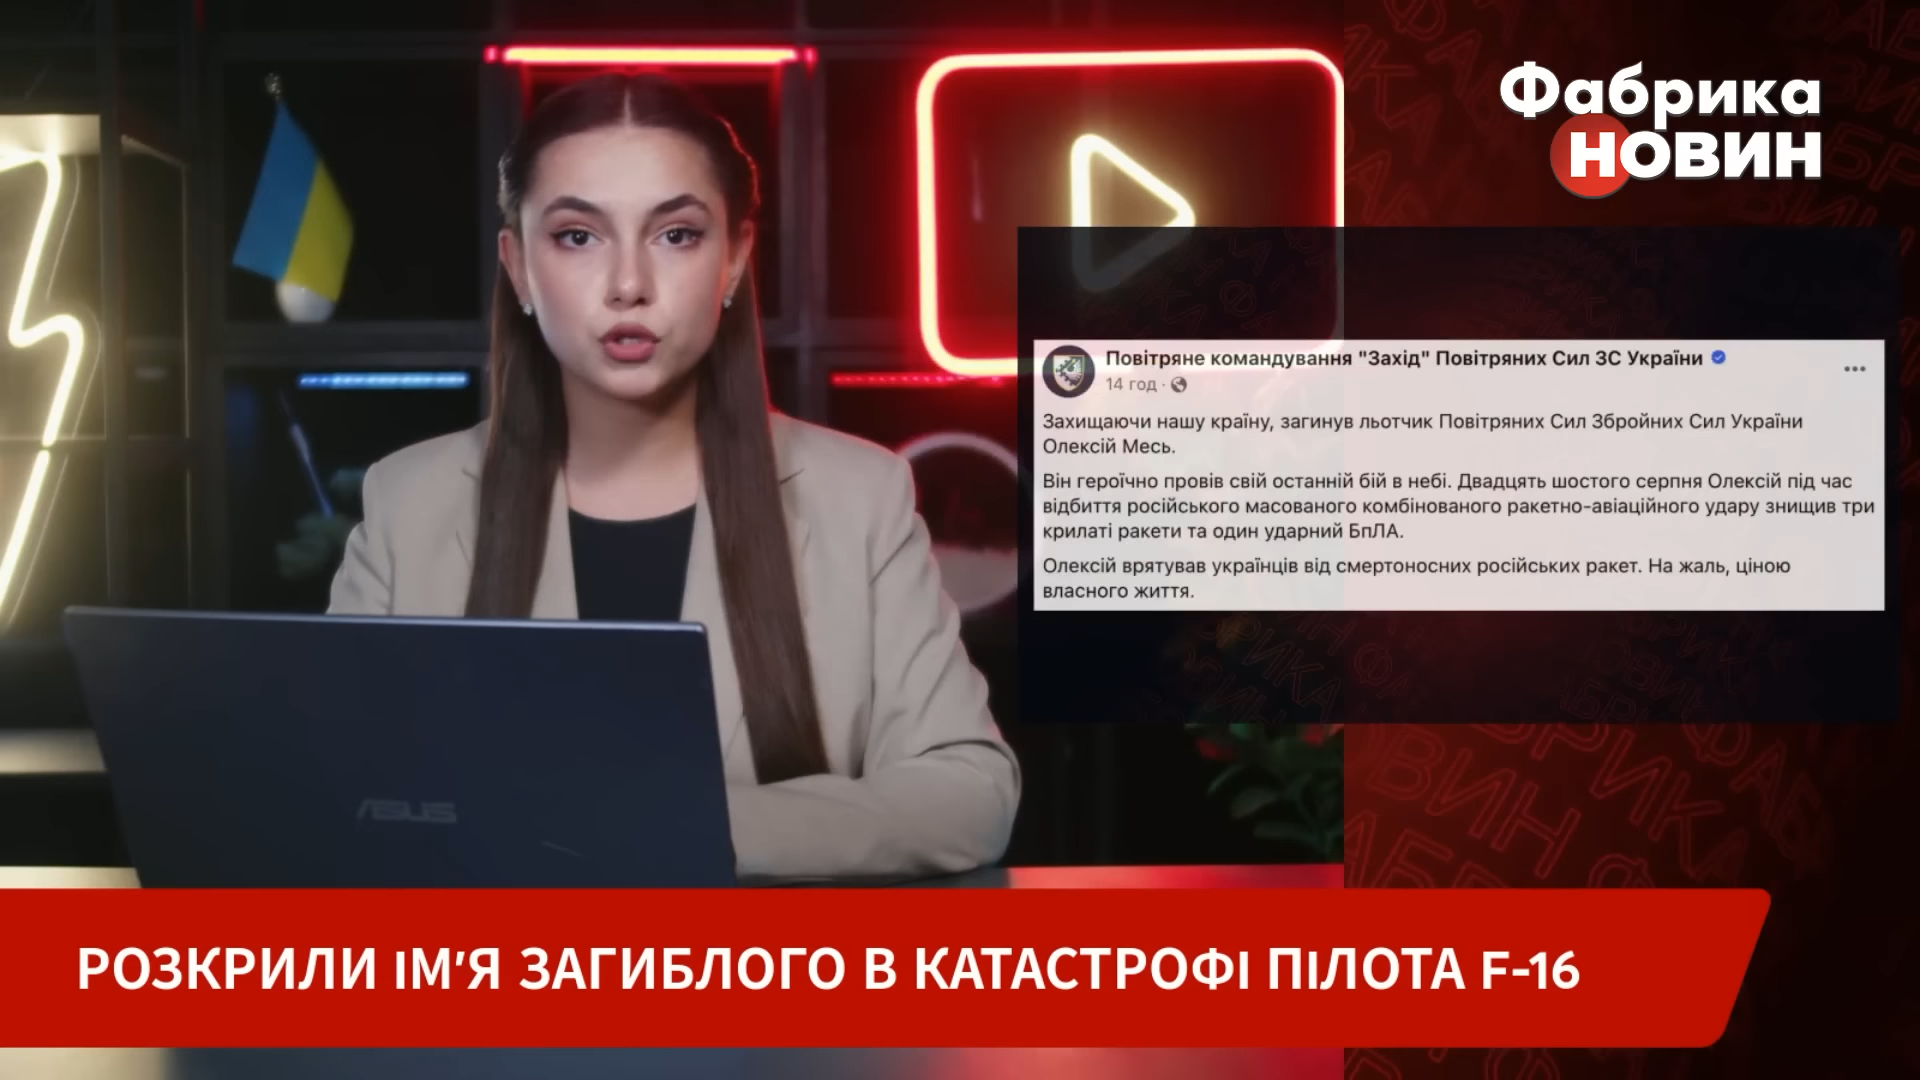 Фабрика
новин
Повітряне командування "Захід" Повітряних Сил ЗС України
14 год ·
Захищаючи нашу країну, загинув льотчик Повітряних Сил Збройних Сил України
Олексій Месь.
Він героїчно провів свій останній бій в небі. Двадцять шостого серпня Олексій під час
відбиття російського масованого комбінованого ракетно-авіаційного удару знищив три
крилаті ракети та один ударний БпЛА.
Олексій врятував українців від смертоносних російських ракет. На жаль, ціною
власного життя.
ASUS
РОЗКРИЛИ ІМ'Я ЗАГИБЛОГО В КАТАСТРОФІ ПІЛОТА F-16